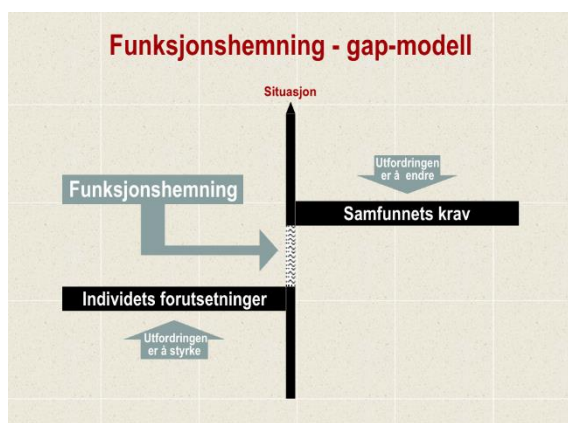 Funksjonshemning - gap-modell
Situasjon
Utfordringen
er å endre
Funksjonshemning
Samfunnets krav
Individets forutsetninger
Utfordringen
er å styrke